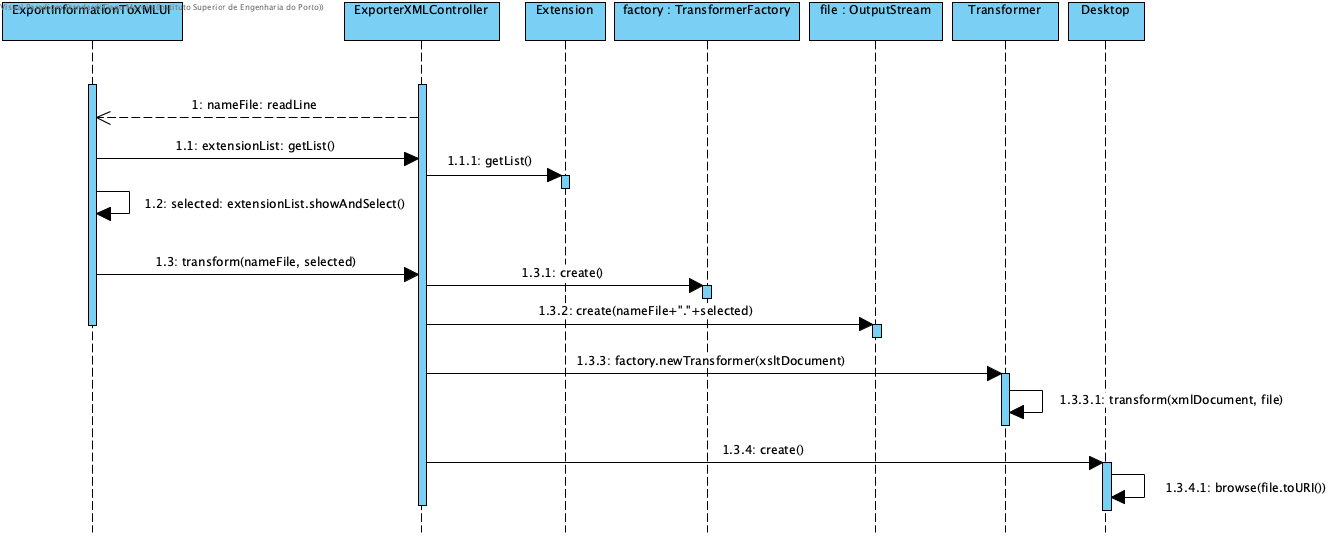 ExportInformationToXMLUI
ExporterXMLController
Extension
factory : TransformerFactory
file : OutputStream
Transformer
Desktop
Instituto Superior de Engenharia do Porto))
1: nameFile: readLine
1.1: extensionList: getList()
1.1.1: getList()
1.2: selected: extensionList.showAndSelect()
1.3: transform(nameFile, selected)
1.3.1: create()
1.3.2: create(nameFile+"."+selected)
1.3.3: factory.newTransformer(xsltDocument)
1.3.3.1: transform(xmlDocument, file)
1.3.4: create()
1.3.4.1: browse(file.toURI())